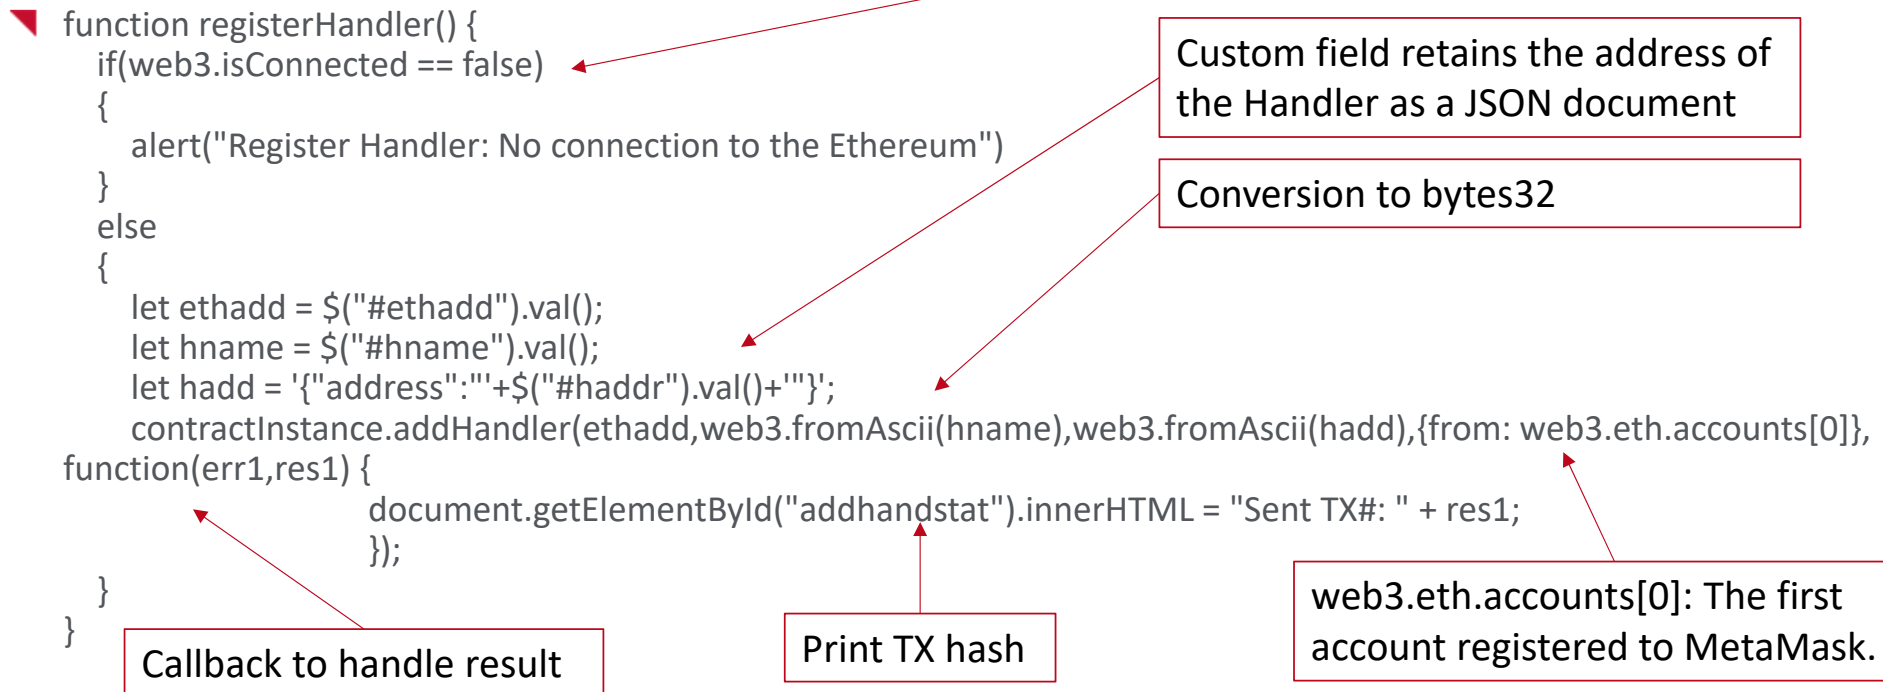 function registerHandler() {
if(web3.isConnected == false)
{
alert("Register Handler: No connection to the Ethereum")
}
else
{
let ethadd = $("#ethadd").val();
let hname = $("#hname").val();
let hadd = '{"address":"'+$("#haddr").val()+'"}';
contractInstance.addHandler(ethadd,web3.fromAscii(hname),web3.fromAscii(hadd),{from: web3.eth.accounts[0]},
function(err1,res1) {
document.getElementById("addhandstat").innerHTML = "Sent TX#: " + res1;
});
}
}
Custom field retains the address of
the Handler as a JSON document
Conversion to bytes32
Callback to handle result
Print TX hash
web3.eth.accounts[0]: The first
account registered to MetaMask.